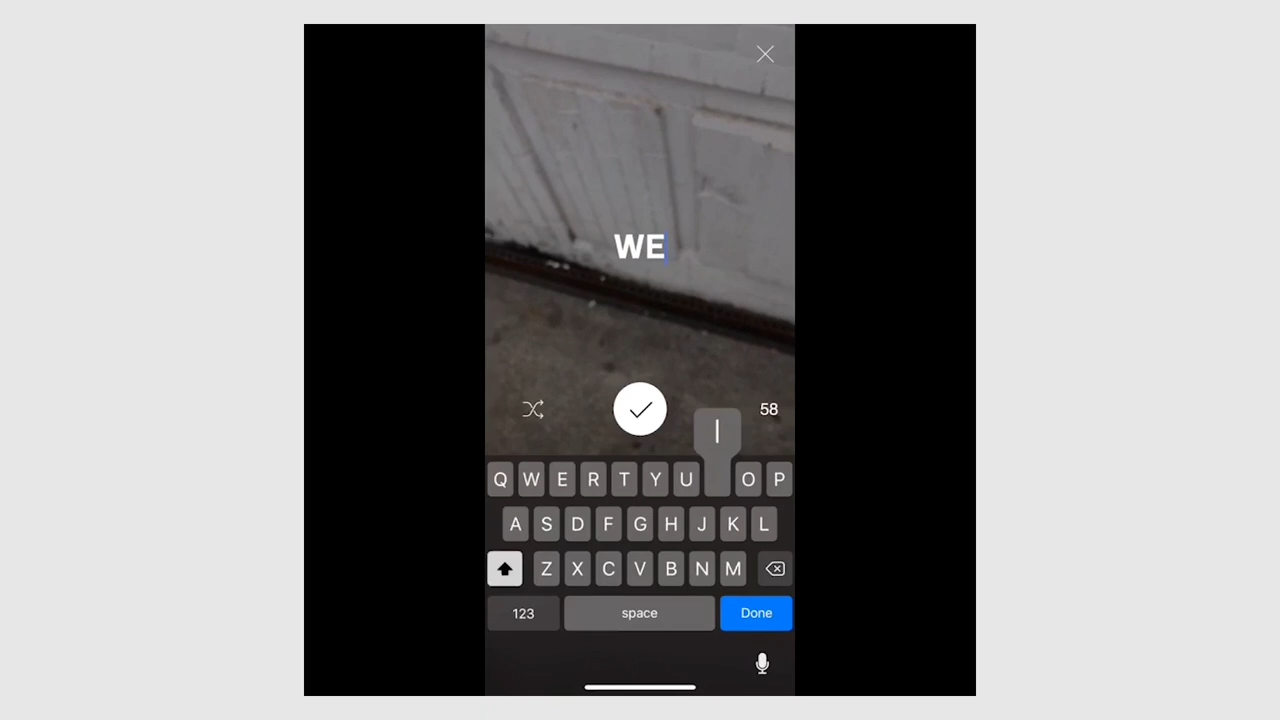 WE
58
I
Q W E R T Y U O P
A S D F G H J K L
Z X C V B N M
123 space Done